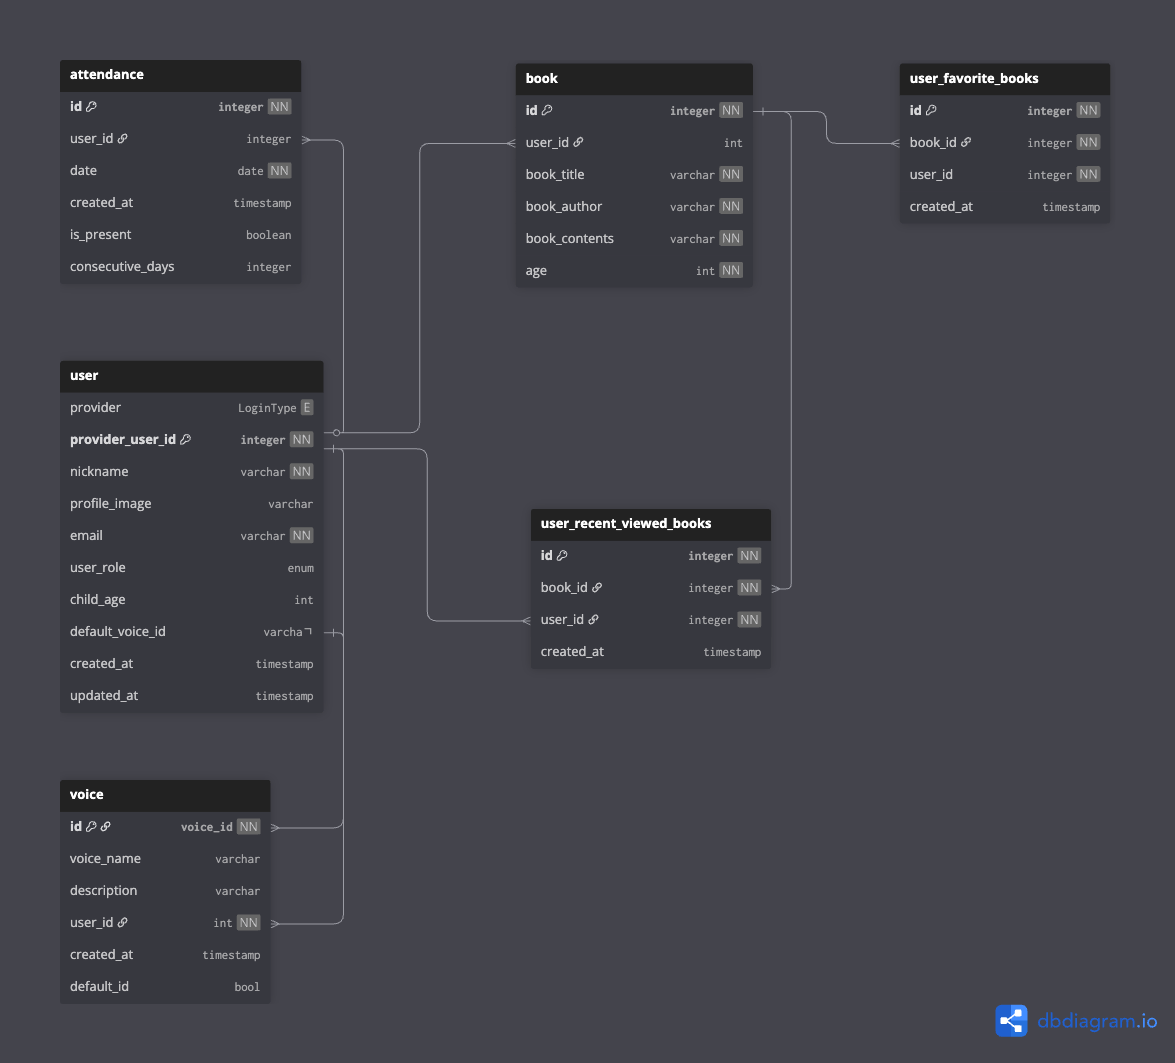 attendance
id integer NN
user_id integer
date date NN
created_at timestamp
is_present boolean
consecutive_days integer
book
id integer NN
user_id int
book_title varchar NN
book_author varchar NN
book_contents varchar NN
age int NN
user_favorite_books
id integer NN
book_id integer NN
user_id integer NN
created_at timestamp
user
provider LoginType E
provider_user_id integer NN
nickname varchar NN
profile_image varchar
email varchar NN
user_role enum
child_age int
default_voice_id varchaㄱ
created_at timestamp
updated_at timestamp
user_recent_viewed_books
id integer NN
book_id integer NN
user_id integer NN
created_at timestamp
voice
id voice_id NN
voice_name varchar
description varchar
user_id int NN
created_at timestamp
default_id bool
dbdiagram.io